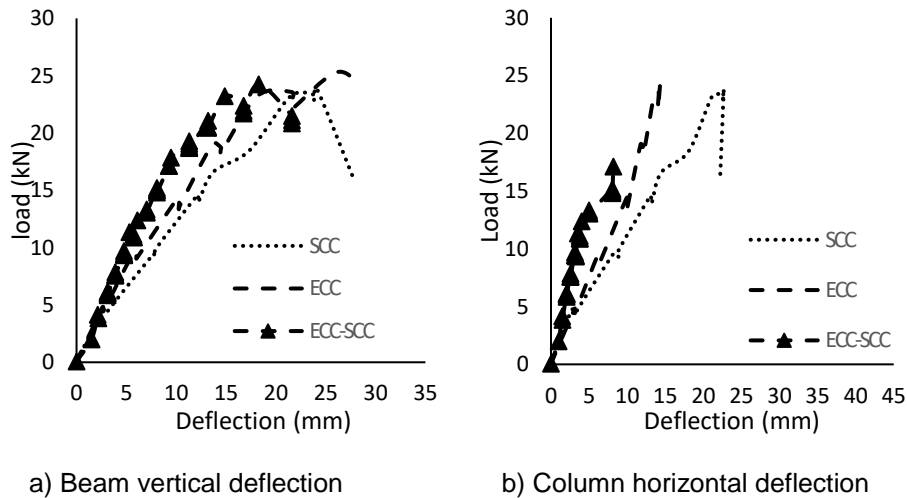 30
25
20
15
10
5
0
load (kN)
SCC
ECC
ECC-SCC
0 5 10 15 20 25 30 35
Deflection (mm)
a) Beam vertical deflection
30
25
20
15
10
5
0
Load (kN)
SCC
ECC
ECC-SCC
0 5 10 15 20 25 30 35 40 45
Deflection (mm)
b) Column horizontal deflection